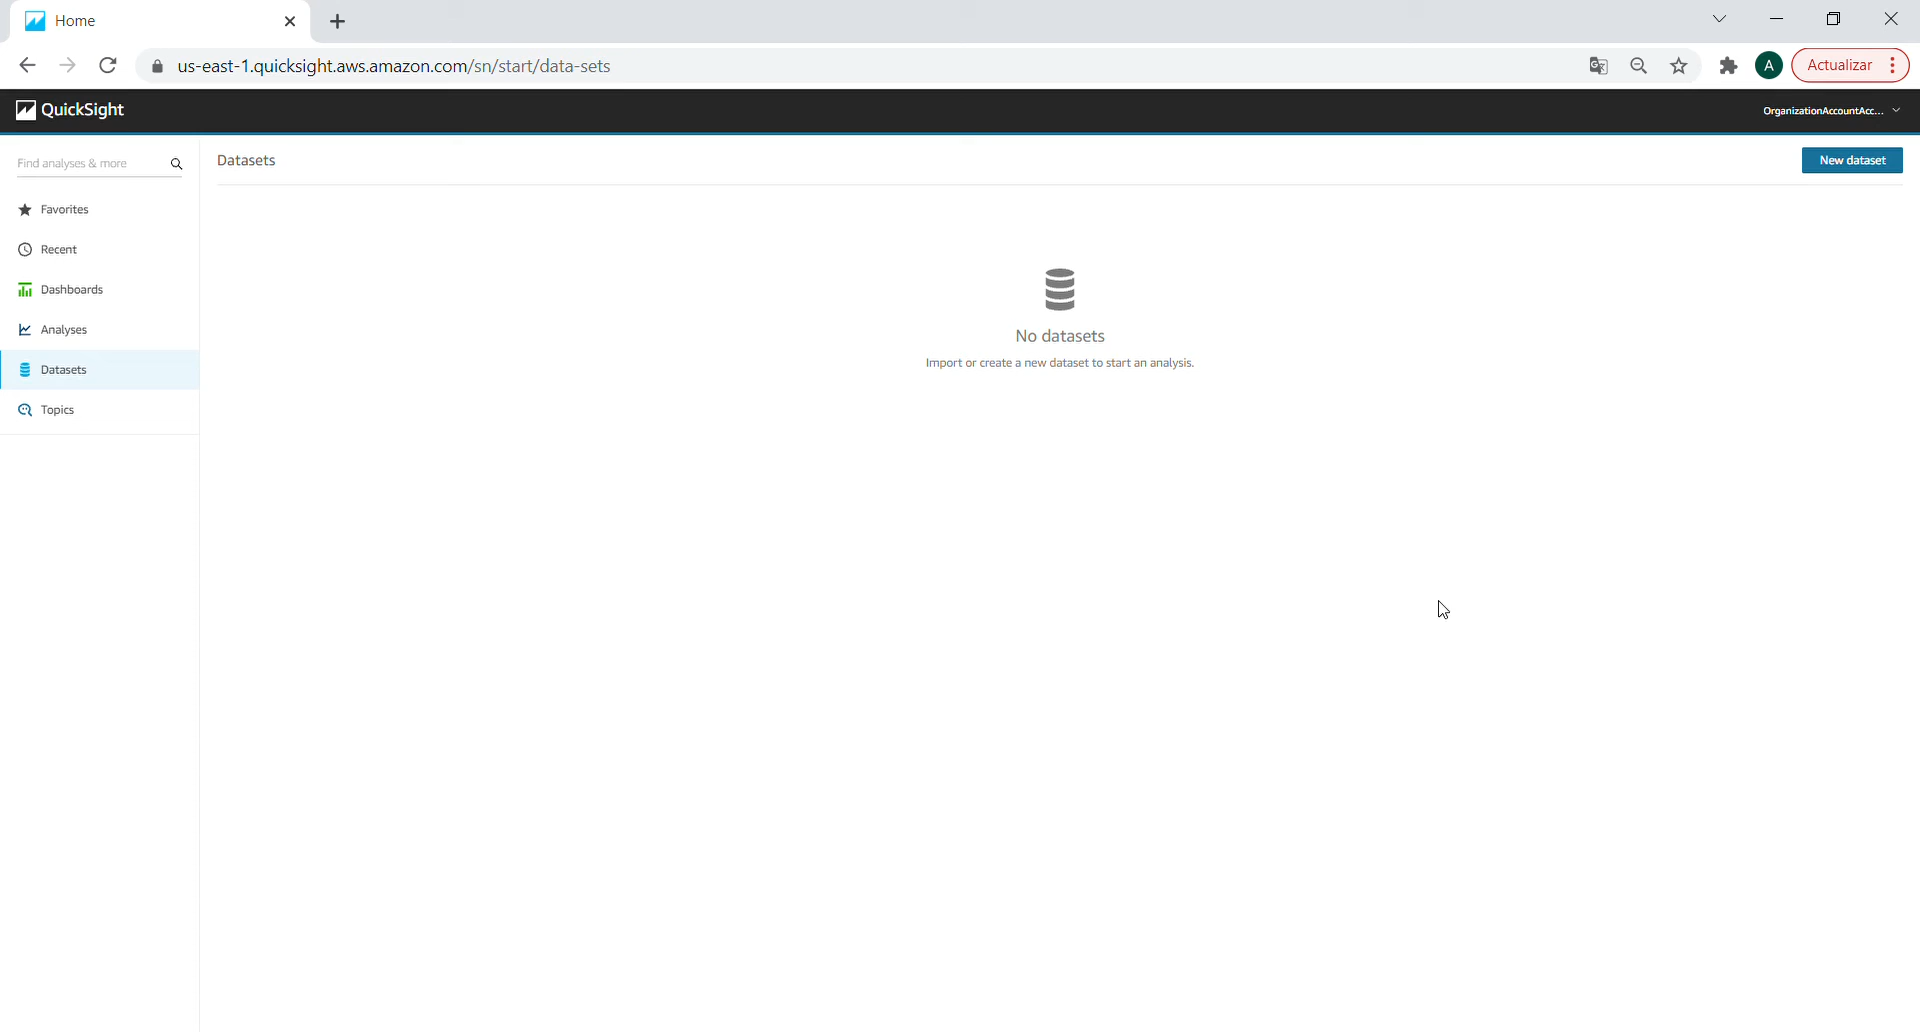 Home
us-east-1.quicksight.aws.amazon.com/sn/start/data-sets
A
Actualizar
QuickSight
OrganizationAccountAcc...
Find analyses & more
Datasets
New dataset
Favorites
Recent
Dashboards
Analyses
Datasets
Topics
No datasets
Import or create a new dataset to start an analysis.